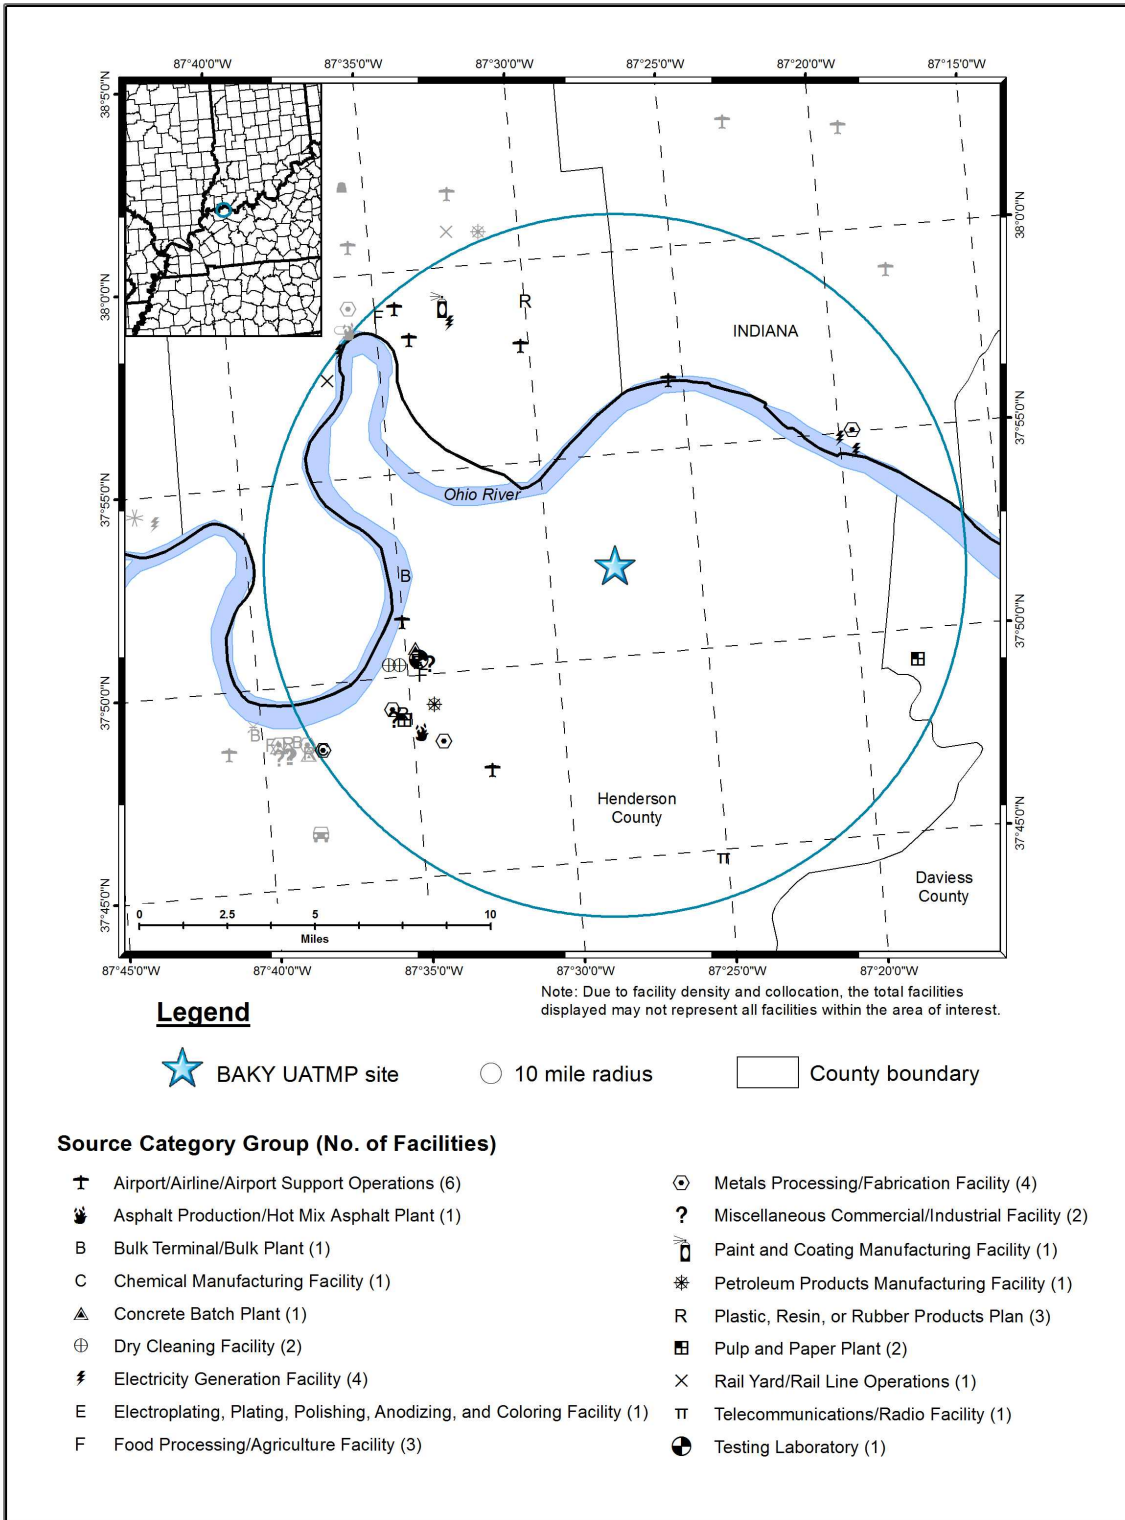 87°40'0"W 87°35'0"W 87°30'0"W 87°25'0"W 87°20'0"W 87°15'0"W
38°5'0"N
38°0'0"N
38°0'0"N
F
R
INDIANA
37°55'0"N
37°55'0"N
Ohio River
B
37°50'0"N
37°50'0"N
B
F
R
B
Henderson
County
37°45'0"N
Daviess
County
37°45'0"N
0 2.5 5 10
Miles
87°45'0"W 87°40'0"W 87°35'0"W 87°30'0"W 87°25'0"W 87°20'0"W
Note: Due to facility density and collocation, the total facilities
displayed may not represent all facilities within the area of interest.
Legend
BAKY UATMP site 10 mile radius County boundary
Source Category Group (No. of Facilities)
Airport/Airline/Airport Support Operations (6)
Asphalt Production/Hot Mix Asphalt Plant (1)
B Bulk Terminal/Bulk Plant (1)
C Chemical Manufacturing Facility (1)
Concrete Batch Plant (1)
Dry Cleaning Facility (2)
Electricity Generation Facility (4)
E Electroplating, Plating, Polishing, Anodizing, and Coloring Facility (1)
F Food Processing/Agriculture Facility (3)
Metals Processing/Fabrication Facility (4)
? Miscellaneous Commercial/Industrial Facility (2)
Paint and Coating Manufacturing Facility (1)
Petroleum Products Manufacturing Facility (1)
R Plastic, Resin, or Rubber Products Plan (3)
Pulp and Paper Plant (2)
Rail Yard/Rail Line Operations (1)
Telecommunications/Radio Facility (1)
Testing Laboratory (1)